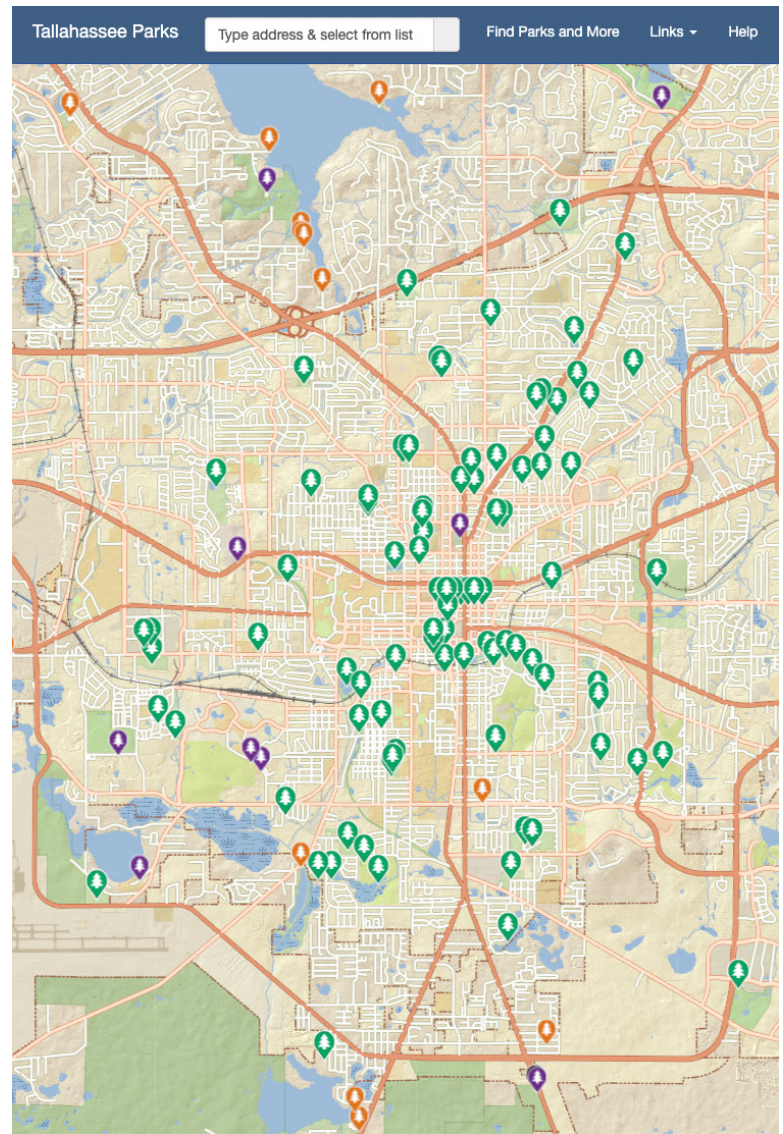 Tallahassee Parks
Type address & select from list
Find Parks and More
Links
Help